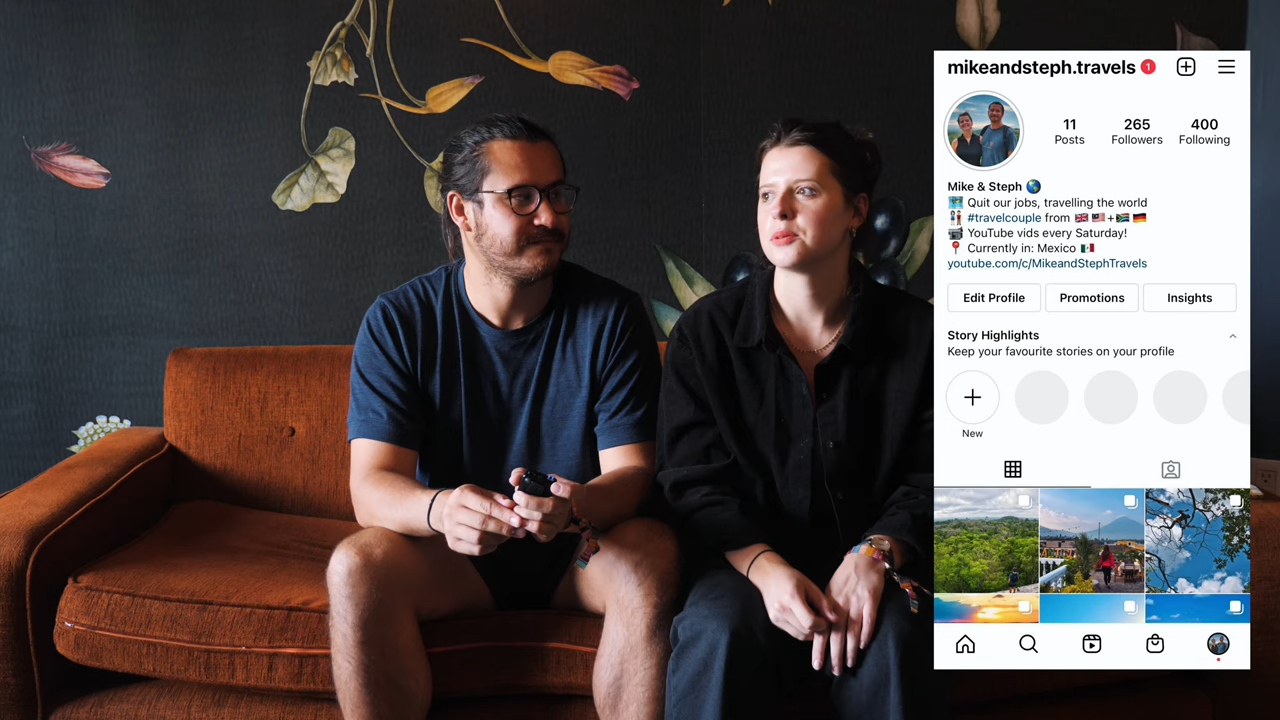 mikeandsteph.travels 1
11 265 400
Posts Followers Following
Mike & Steph 🌎
🏝️ Quit our jobs, travelling the world
👫 #travelcouple from 🇬🇧🇲🇾+🇿🇦🇩🇪
📹 YouTube vids every Saturday!
📍 Currently in: Mexico 🇲🇽
youtube.com/c/MikeandStephTravels
Edit Profile Promotions Insights
Story Highlights
Keep your favourite stories on your profile
New